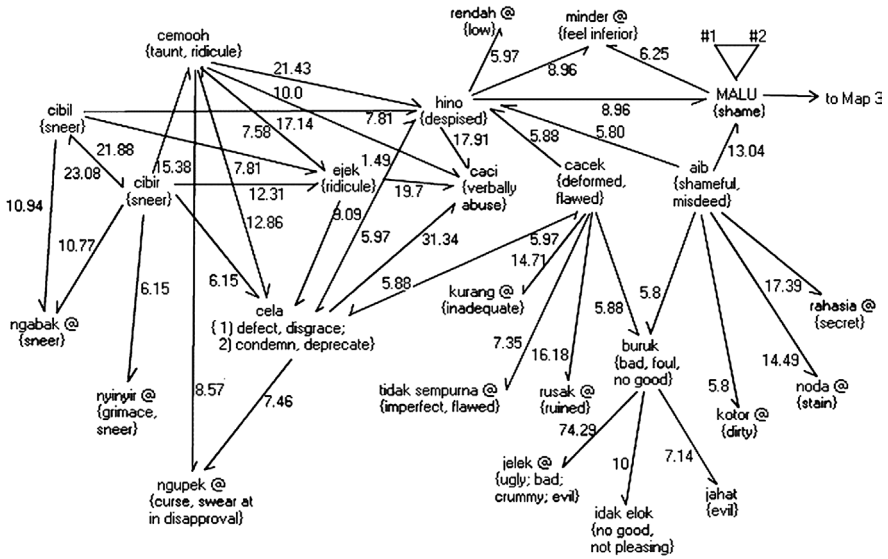 rendah @
{low}
minder @
{feel inferior}
#1
#2
cemooh
{taunt, ridicule}
5.97
6.25
21.43
8.96
10.0
hino
{despised}
MALU
{shame}
to Map 3
cibil
{sneer}
7.81
8.96
7.58
17.14
17.91
5.88
5.80
13.04
21.88
23.08
15.38
7.81
ejek
{ridicule}
1.49
caci
{verbally
abuse}
cacek
{deformed,
flawed}
aib
{shameful,
misdeed}
cibir
{sneer}
12.31
19.7
10.94
12.86
9.09
5.97
31.34
5.97
10.77
14.71
6.15
6.15
5.88
17.39
kurang @
{inadequate}
5.88
5.8
rahasia @
{secret}
cela
{ 1) defect, disgrace;
2) condemn, deprecate}
ngabak @
{sneer}
7.35
buruk
{bad, foul,
no good}
16.18
14.49
nyinyir @
{grimace,
sneer}
8.57
7.46
tidak sempurna @
{imperfect, flawed}
rusak @
{ruined}
5.8
noda @
{stain}
kotor @
{dirty}
74.29
10
7.14
jelek @
{ugly; bad;
crummy; evil}
jahat
{evil}
ngupek @
{curse, swear at
in disapproval}
idak elok @
{no good,
not pleasing}